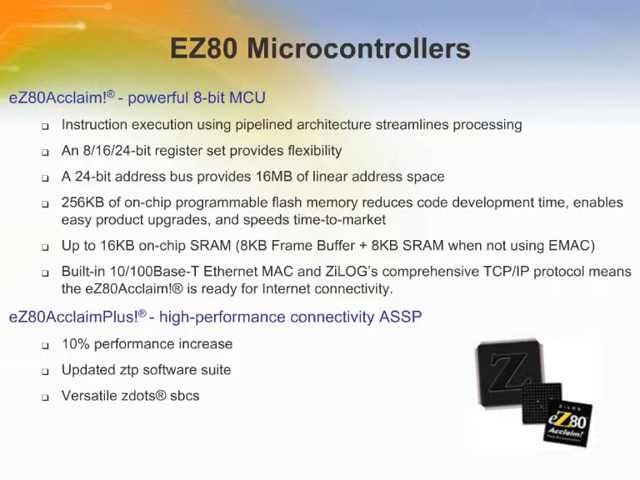 EZ80 Microcontrollers
eZ80Acclaim!® - powerful 8-bit MCU
Instruction execution using pipelined architecture streamlines processing
An 8/16/24-bit register set provides flexibility
A 24-bit address bus provides 16MB of linear address space
256KB of on-chip programmable flash memory reduces code development time, enables
easy product upgrades, and speeds time-to-market
Up to 16KB on-chip SRAM (8KB Frame Buffer + 8KB SRAM when not using EMAC)
Built-in 10/100Base-T Ethernet MAC and ZiLOG's comprehensive TCP/IP protocol means
the eZ80Acclaim!® is ready for Internet connectivity.
eZ80AcclaimPlus!® - high-performance connectivity ASSP
10% performance increase
Updated ztp software suite
Versatile zdots® sbcs
Z
ZILOG
eZ80
Acclaim!